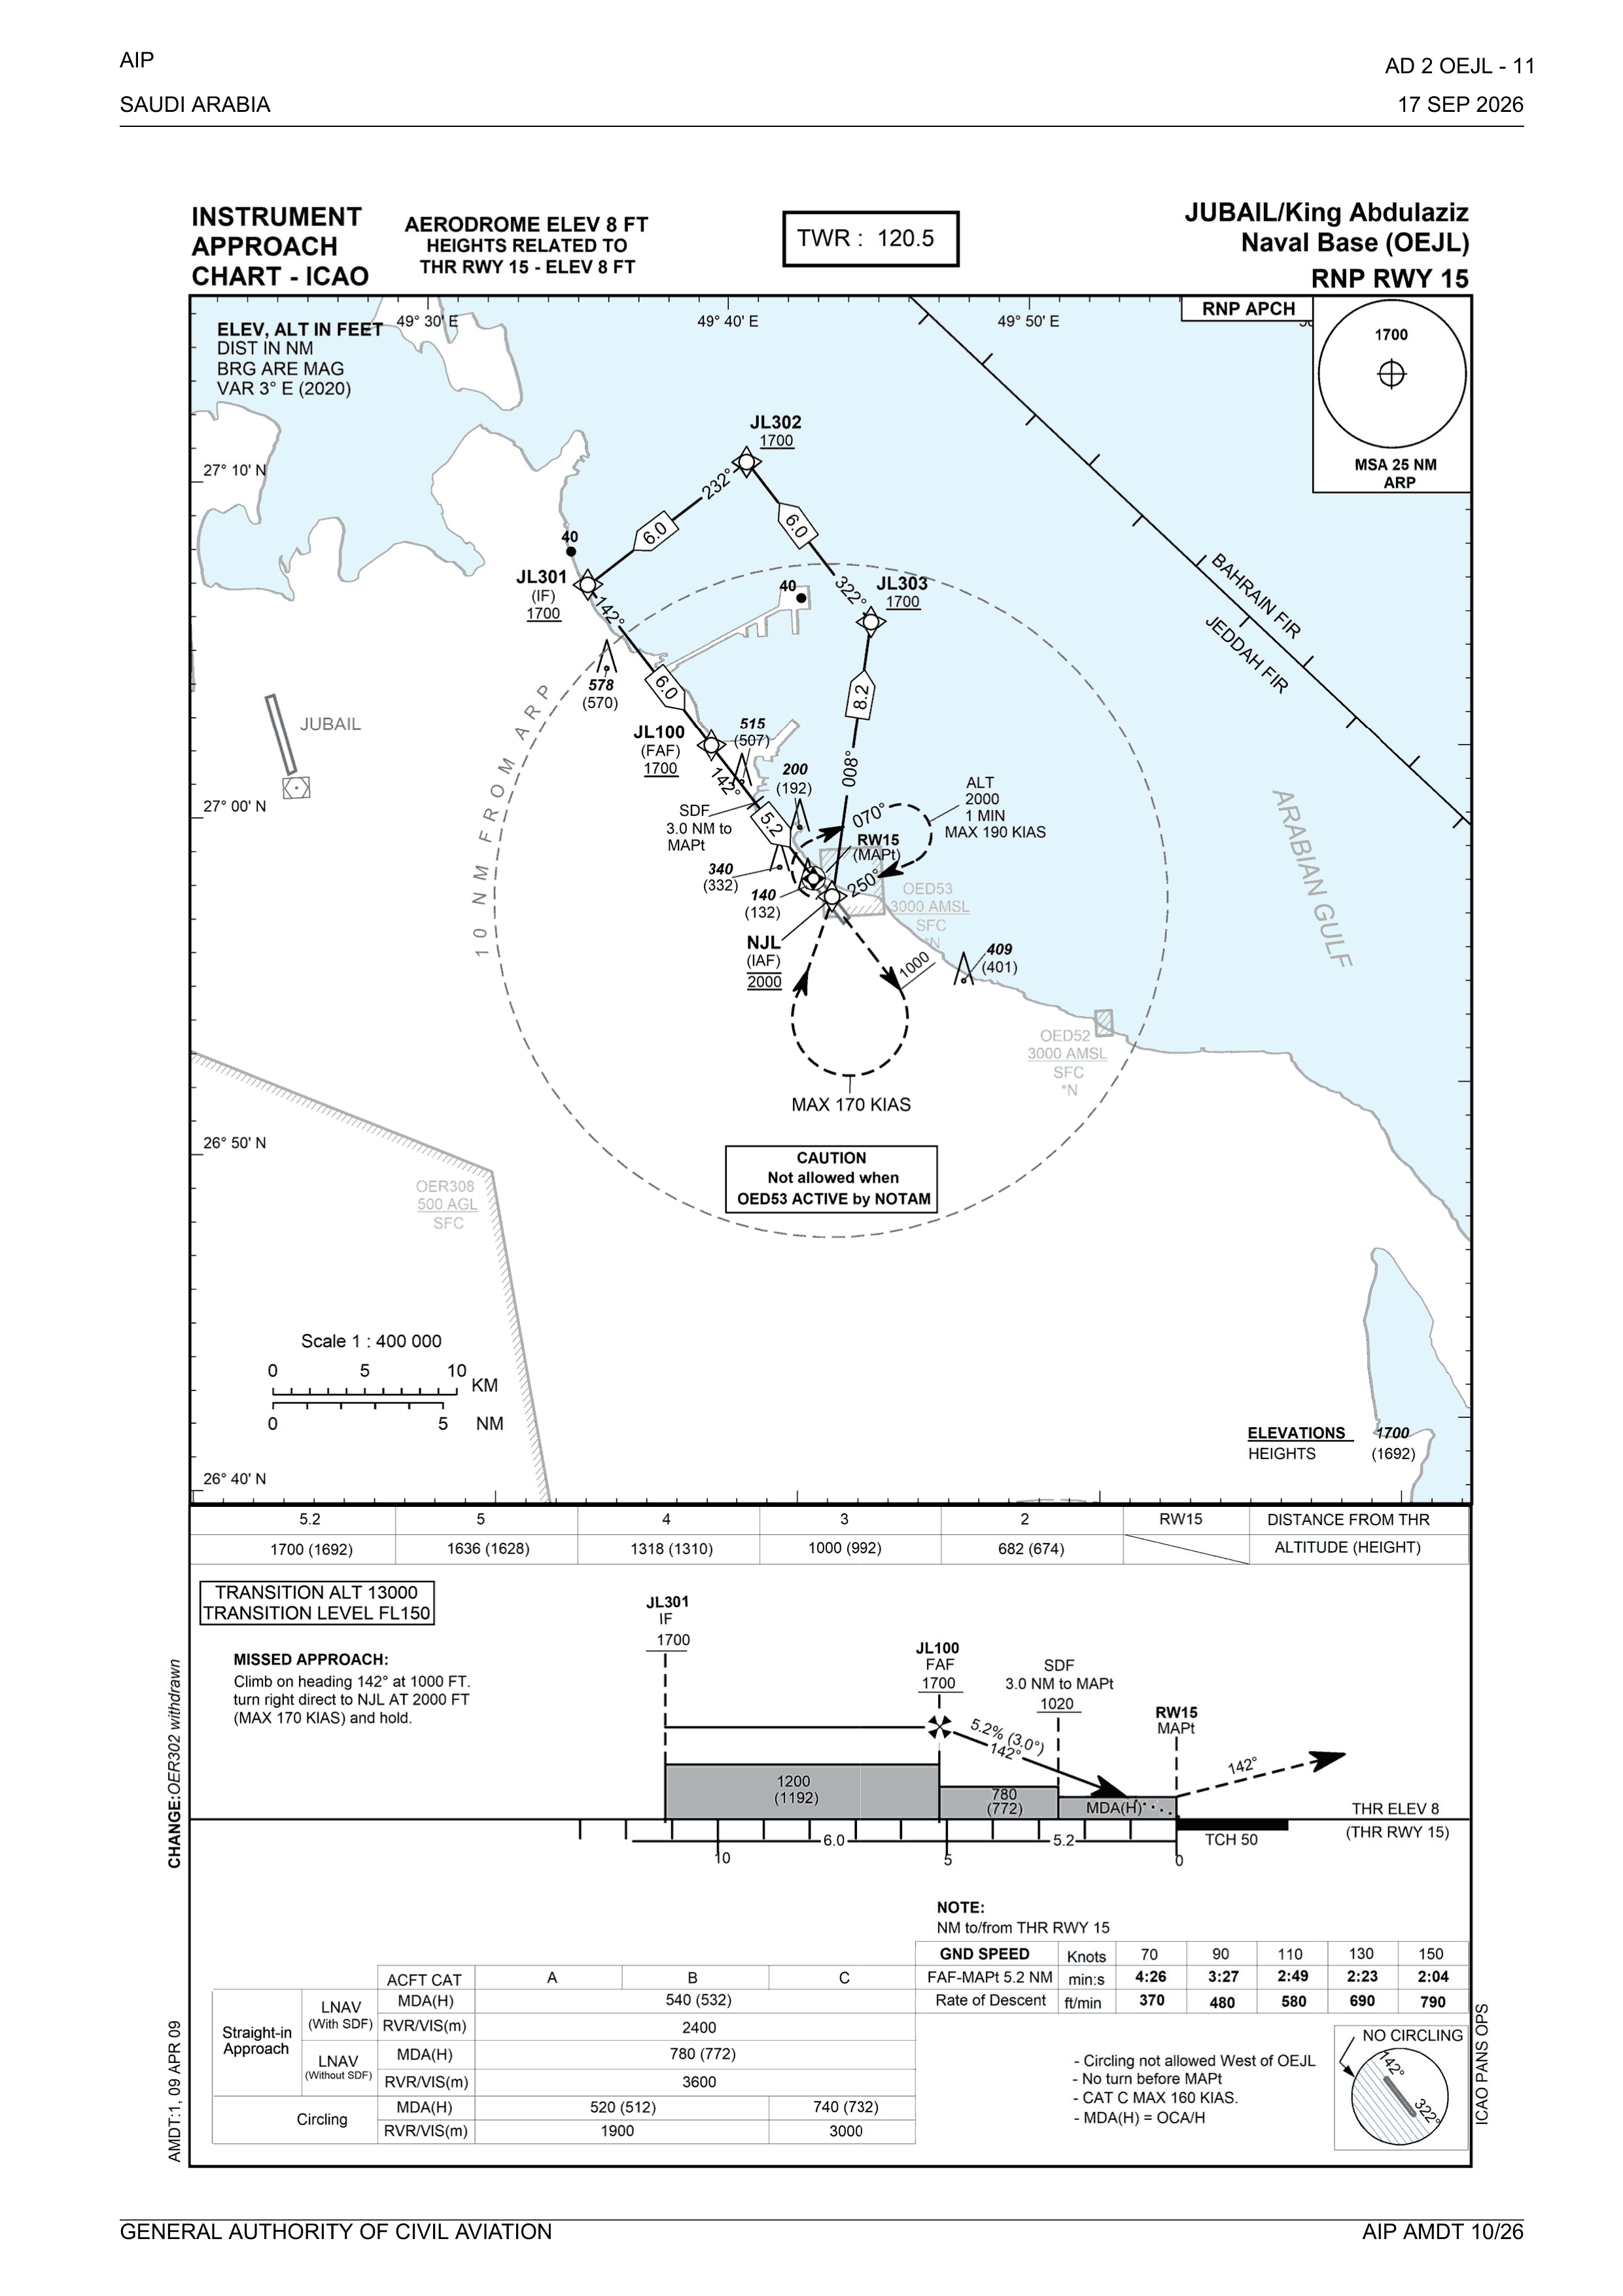 AIP
AD 2 OEJL - 11
SAUDI ARABIA
17 SEP 2026
INSTRUMENT
APPROACH
CHART - ICAO
AERODROME ELEV 8 FT
HEIGHTS RELATED TO
THR RWY 15 - ELEV 8 FT
TWR : 120.5
JUBAIL/King Abdulaziz
Naval Base (OEJL)
RNP RWY 15
ELEV, ALT IN FEET
DIST IN NM
BRG ARE MAG
VAR 3° E (2020)
49° 30' E
49° 40' E
49° 50' E
RNP APCH
1700
MSA 25 NM
ARP
JL302
1700
27° 10' N
232°
6.0
6.0
40
JL301
(IF)
1700
142°
40
322°
JL303
1700
BAHRAIN FIR
JEDDAH FIR
578
(570)
6.0
8.2
JUBAIL
10 NM FROM ARP
JL100
(FAF)
1700
515
(507)
142°
200
(192)
008°
ALT
2000
1 MIN
MAX 190 KIAS
27° 00' N
SDF
3.0 NM to
MAPt
5.2
070°
RW15
(MAPt)
340
(332)
250°
140
(132)
OED53
3000 AMSL
SFC
*N
ARABIAN GULF
NJL
(IAF)
2000
1000
409
(401)
OED52
3000 AMSL
SFC
*N
MAX 170 KIAS
26° 50' N
CAUTION
Not allowed when
OED53 ACTIVE by NOTAM
OER308
500 AGL
SFC
Scale 1 : 400 000
0 5 10 KM
0 5 NM
ELEVATIONS 1700
HEIGHTS (1692)
26° 40' N
5.2 5 4 3 2 RW15 DISTANCE FROM THR
1700 (1692) 1636 (1628) 1318 (1310) 1000 (992) 682 (674) ALTITUDE (HEIGHT)
TRANSITION ALT 13000
TRANSITION LEVEL FL150
MISSED APPROACH:
Climb on heading 142° at 1000 FT.
turn right direct to NJL AT 2000 FT
(MAX 170 KIAS) and hold.
JL301
IF
1700
JL100
FAF
1700
SDF
3.0 NM to MAPt
1020
RW15
MAPt
5.2% (3.0°)
142°
142°
1200
(1192)
780
(772)
MDA(H)
THR ELEV 8
(THR RWY 15)
TCH 50
6.0
5.2
10 5 0
CHANGE: OER302 withdrawn
NOTE:
NM to/from THR RWY 15
GND SPEED Knots 70 90 110 130 150
FAF-MAPt 5.2 NM min:s 4:26 3:27 2:49 2:23 2:04
Rate of Descent ft/min 370 480 580 690 790
ACFT CAT A B C
Straight-in
Approach
LNAV
(With SDF)
MDA(H) 540 (532)
RVR/VIS(m) 2400
LNAV
(Without SDF)
MDA(H) 780 (772)
RVR/VIS(m) 3600
Circling
MDA(H) 520 (512) 740 (732)
RVR/VIS(m) 1900 3000
- Circling not allowed West of OEJL
- No turn before MAPt
- CAT C MAX 160 KIAS.
- MDA(H) = OCA/H
NO CIRCLING
142°
322°
AMDT:1, 09 APR 09
ICAO PANS OPS
GENERAL AUTHORITY OF CIVIL AVIATION
AIP AMDT 10/26